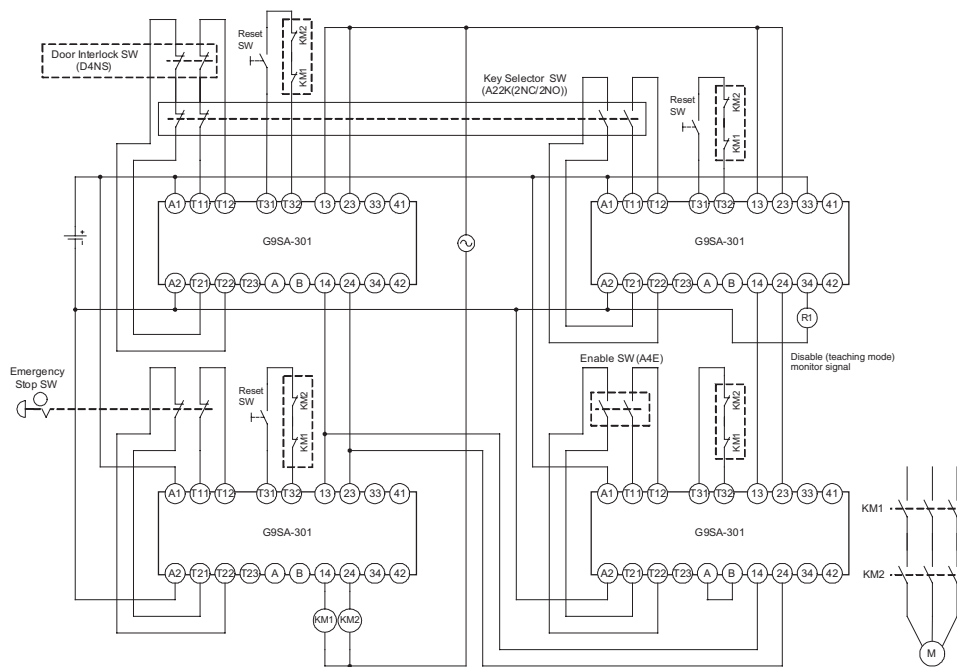 Door Interlock SW
(D4NS)
Reset
SW
KM2
KM1
Key Selector SW
(A22K(2NC/2NO))
Reset
SW
KM2
KM1
A1 T11 T12 T31 T32 13 23 33 41
G9SA-301
A2 T21 T22 T23 A B 14 24 34 42
+
-
A1 T11 T12 T31 T32 13 23 33 41
G9SA-301
A2 T21 T22 T23 A B 14 24 34 42
R1
Disable (teaching mode)
monitor signal
Emergency
Stop SW
Reset
SW
KM2
KM1
Enable SW (A4E)
KM2
KM1
A1 T11 T12 T31 T32 13 23 33 41
G9SA-301
A2 T21 T22 T23 A B 14 24 34 42
KM1 KM2
A1 T11 T12 T31 T32 13 23 33 41
G9SA-301
A2 T21 T22 T23 A B 14 24 34 42
KM1
KM2
M